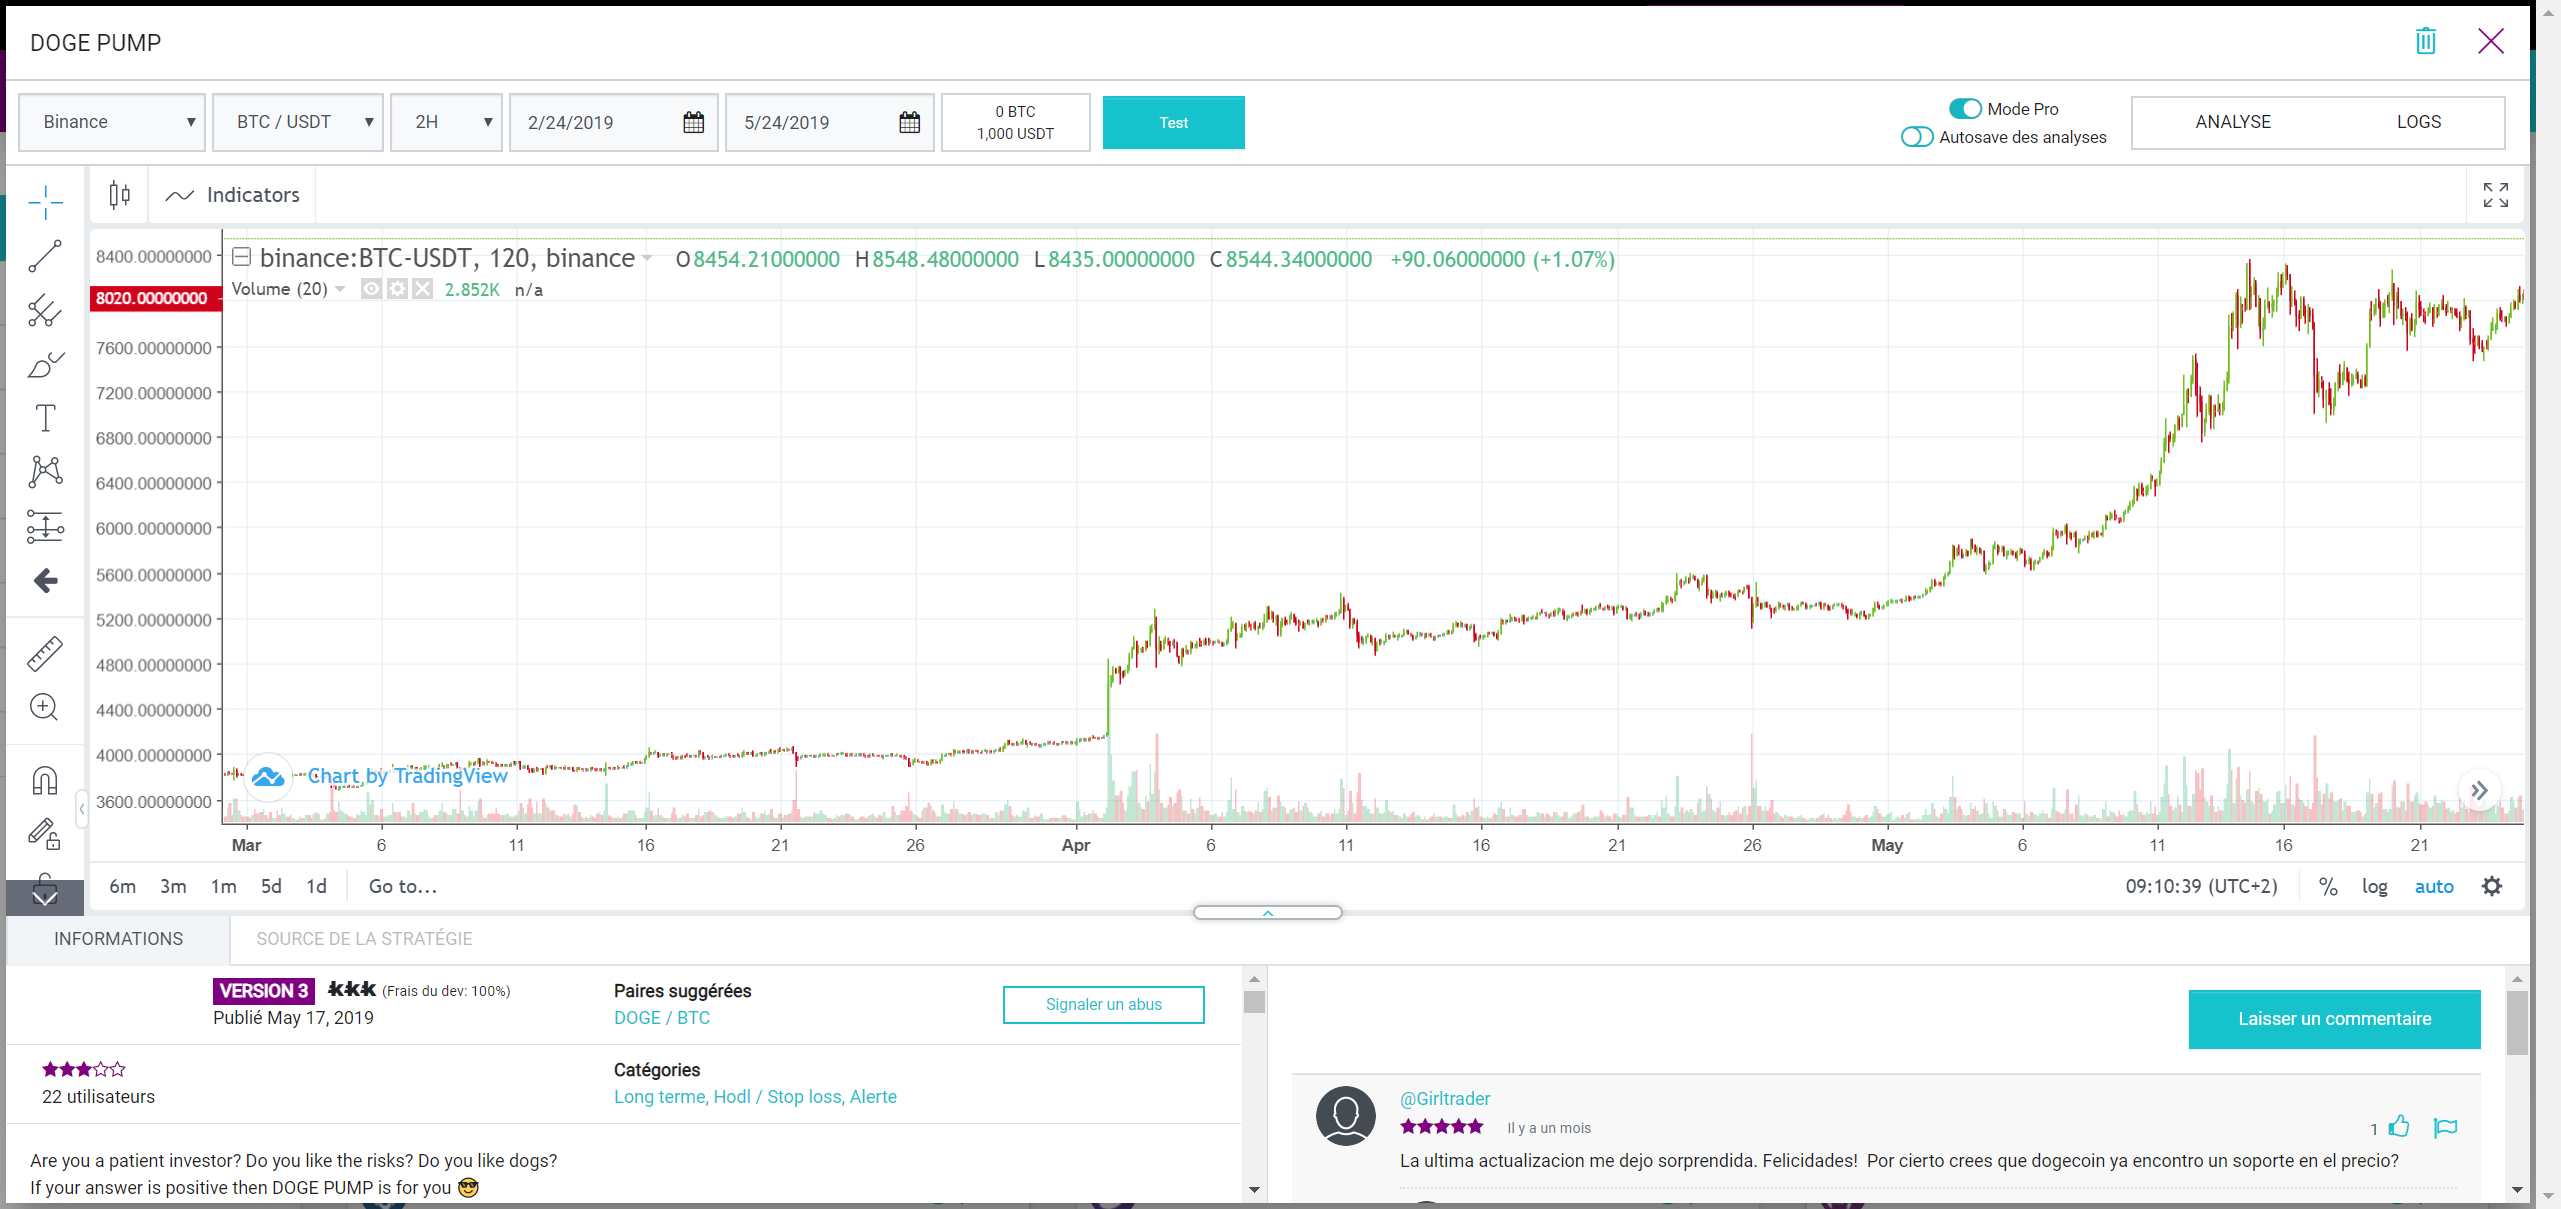 DOGE PUMP
Binance
BTC / USDT
2H
2/24/2019
5/24/2019
0 BTC
1,000 USDT
Test
Mode Pro
Autosave des analyses
ANALYSE
LOGS
Indicators
binance:BTC-USDT, 120, binance O 8454.21000000 H 8548.48000000 L 8435.00000000 C 8544.34000000 +90.06000000 (+1.07%)
Volume (20) 2.852K n/a
8400.00000000
8020.00000000
7600.00000000
7200.00000000
6800.00000000
6400.00000000
6000.00000000
5600.00000000
5200.00000000
4800.00000000
4400.00000000
4000.00000000
3600.00000000
Chart by TradingView
Mar 6 11 16 21 26 Apr 6 11 16 21 26 May 6 11 16 21
6m 3m 1m 5d 1d Go to...
09:10:39 (UTC+2) % log auto
INFORMATIONS
SOURCE DE LA STRATÉGIE
VERSION 3 (Frais du dev: 100%)
Publié May 17, 2019
Paires suggérées
DOGE / BTC
Signaler un abus
22 utilisateurs
Catégories
Long terme, Hodl / Stop loss, Alerte
Are you a patient investor? Do you like the risks? Do you like dogs?
If your answer is positive then DOGE PUMP is for you 😎
Laisser un commentaire
@Girltrader
Il y a un mois
1
La ultima actualizacion me dejo sorprendida. Felicidades! Por cierto crees que dogecoin ya encontro un soporte en el precio?